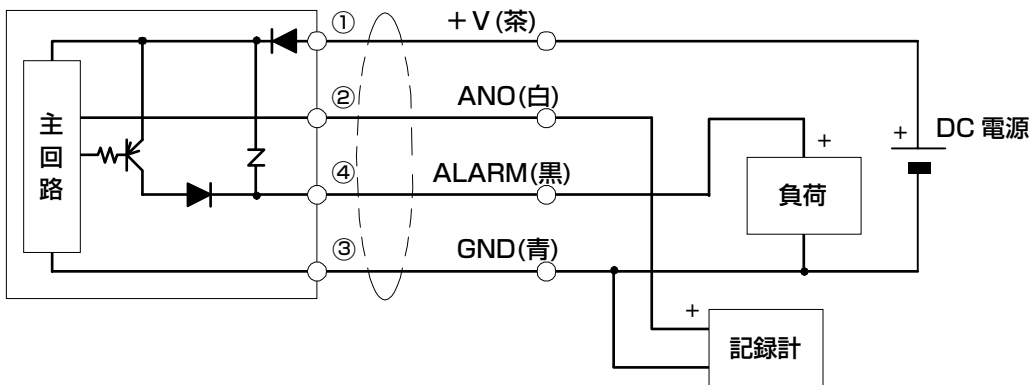 ① +V(茶)
② ANO(白)
+ DC 電源
主回路
④ ALARM(黒)
+
負荷
③ GND(青)
+
記録計